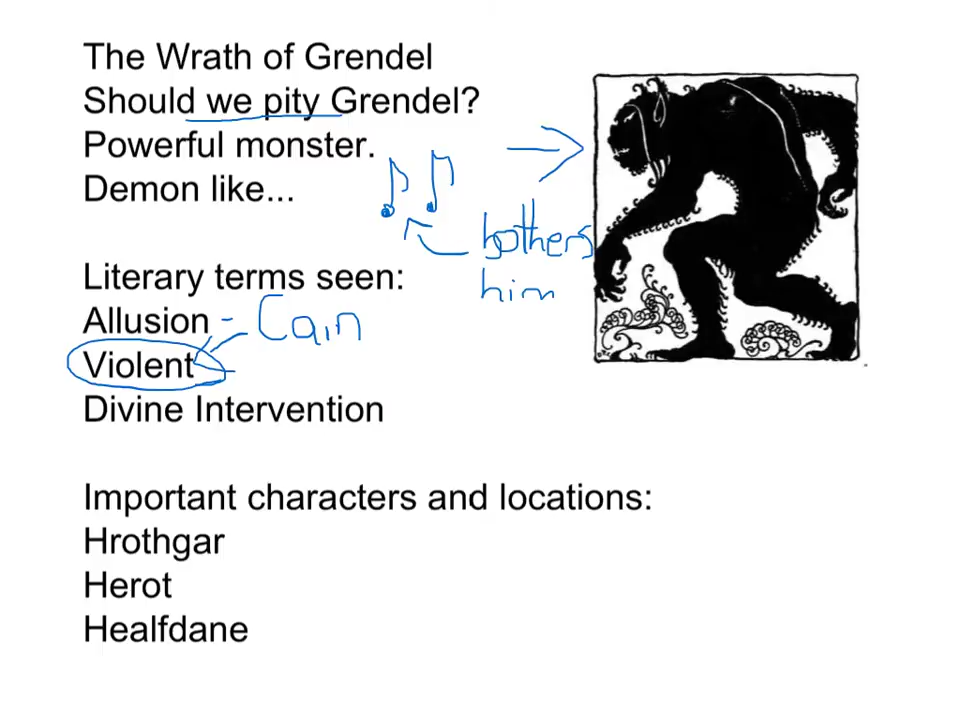 The Wrath of Grendel
Should we pity Grendel?
Powerful monster.
Demon like...
bothers
him
Literary terms seen:
Allusion - Cain
Violent
Divine Intervention
Important characters and locations:
Hrothgar
Herot
Healfdane